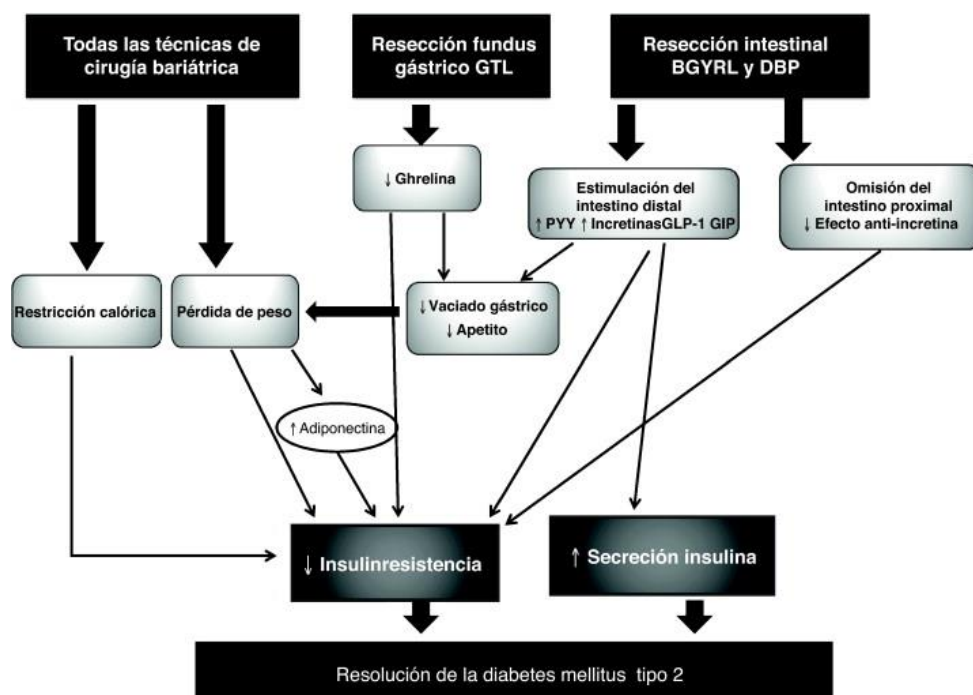 Todas las técnicas de
cirugía bariátrica
Resección fundus
gástrico GTL
Resección intestinal
BGYRL y DBP
↓ Ghrelina
Estimulación del
intestino distal
↑ PYY ↑ IncretinasGLP-1 GIP
Omisión del
intestino proximal
↓ Efecto anti-incretina
Restricción calórica
Pérdida de peso
↓ Vaciado gástrico
↓ Apetito
↑ Adiponectina
↓ Insulinresistencia
↑ Secreción insulina
Resolución de la diabetes mellitus tipo 2